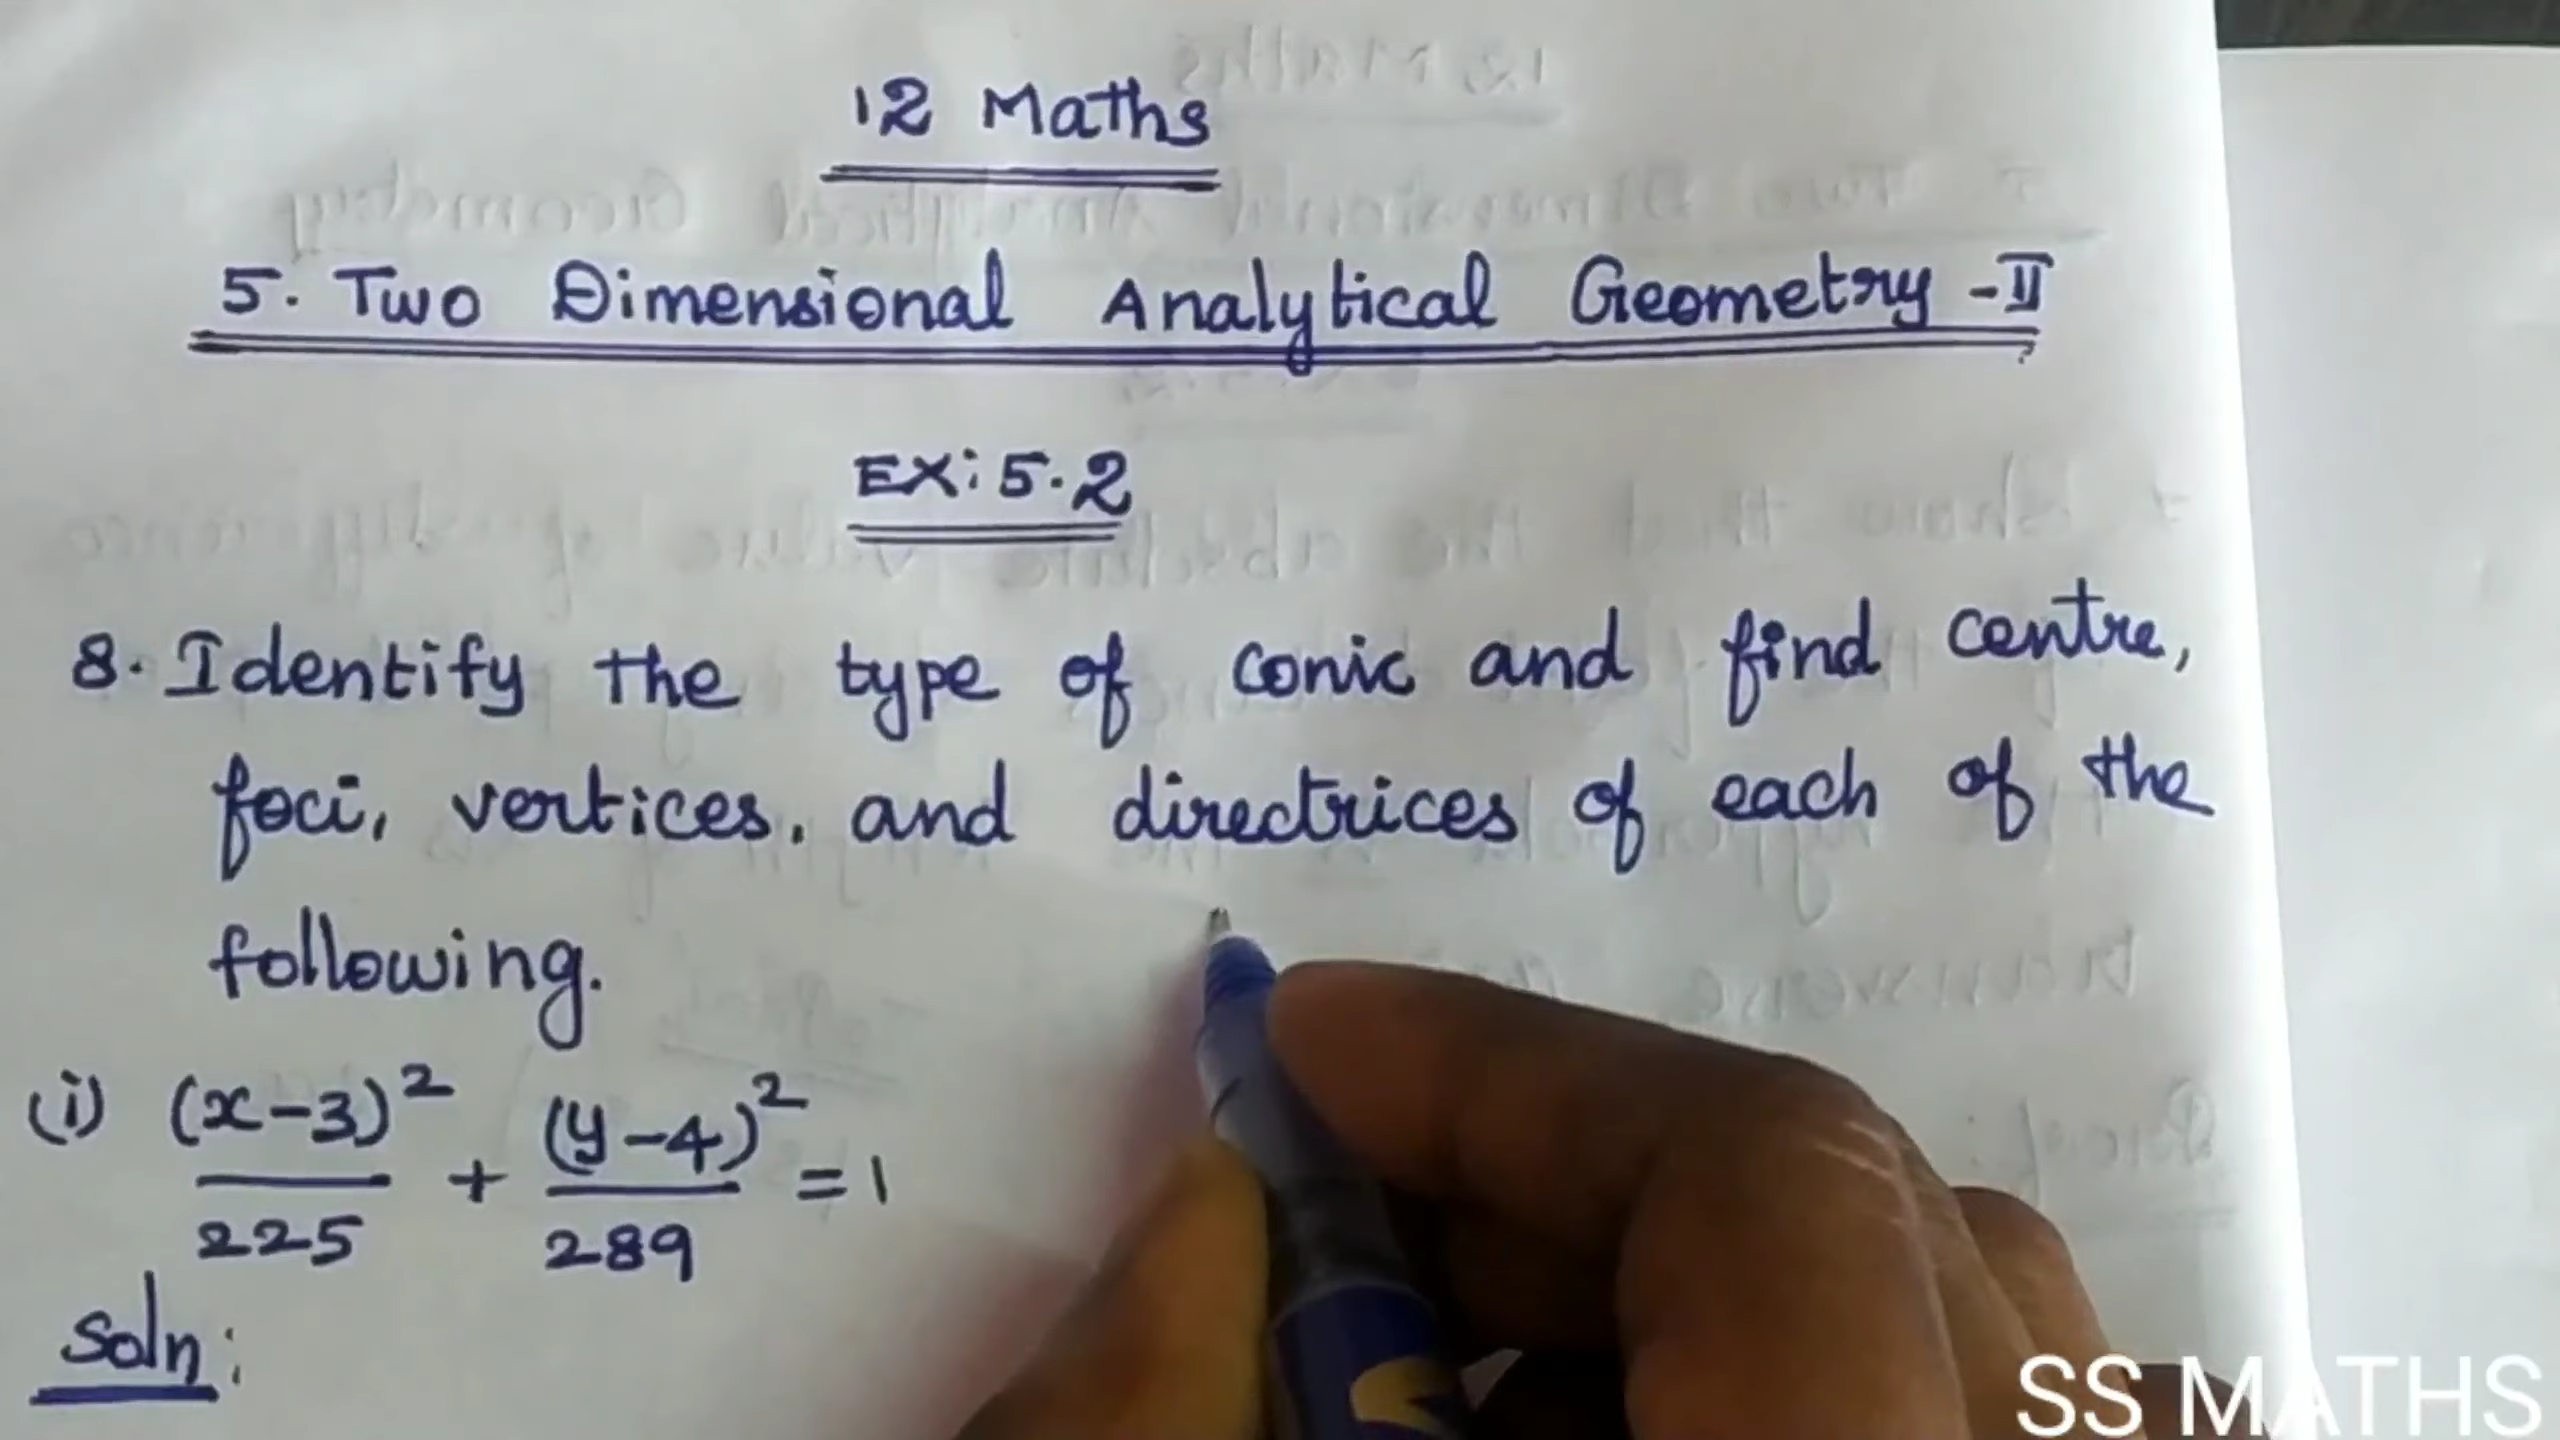 12 Maths
5. Two Dimensional Analytical Geometry -II
EX: 5.2
8. Identify the type of conic and find centre,
foci, vertices, and directrices of each of the
following.
(i) (x-3)²/225 + (y-4)²/289 = 1
Soln:
SS MATHS